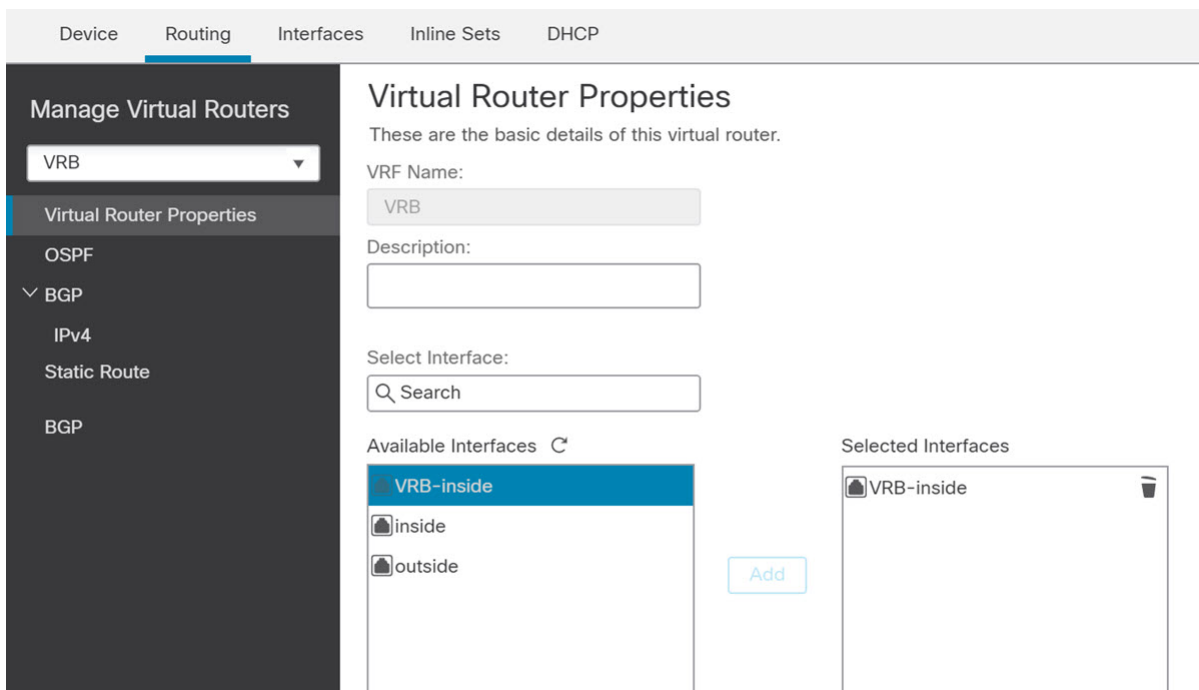 Device Routing Interfaces Inline Sets DHCP
Manage Virtual Routers
VRB
Virtual Router Properties
OSPF
BGP
IPv4
Static Route
BGP
Virtual Router Properties
These are the basic details of this virtual router.
VRF Name:
VRB
Description:
Select Interface:
Search
Available Interfaces
VRB-inside
inside
outside
Add
Selected Interfaces
VRB-inside